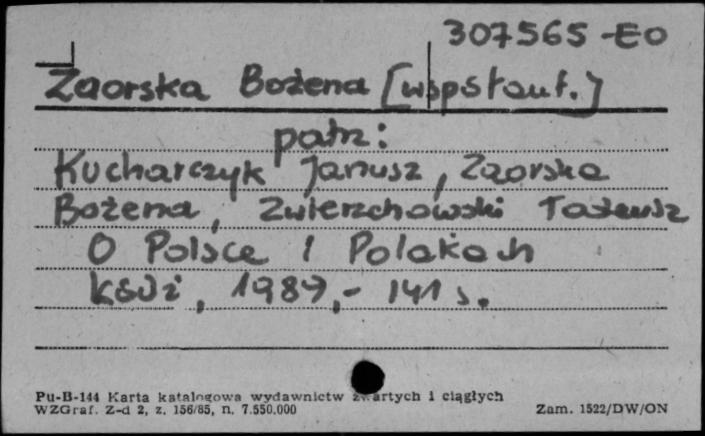 307565-EO
Zaorska Bożena [wspstaut.]
patrz:
Kucharczyk Janusz, Zaorska
Bożena, Zwierzchowski Tadeusz
O Polsce i Polakach
Łódź, 1987,- 141 s.
Pu-B-144 Karta katalogowa wydawnictw zwartych i ciągłych
WZGraf. Z-d 2, z. 156/85, n. 7.550.000
Zam. 1522/DW/ON